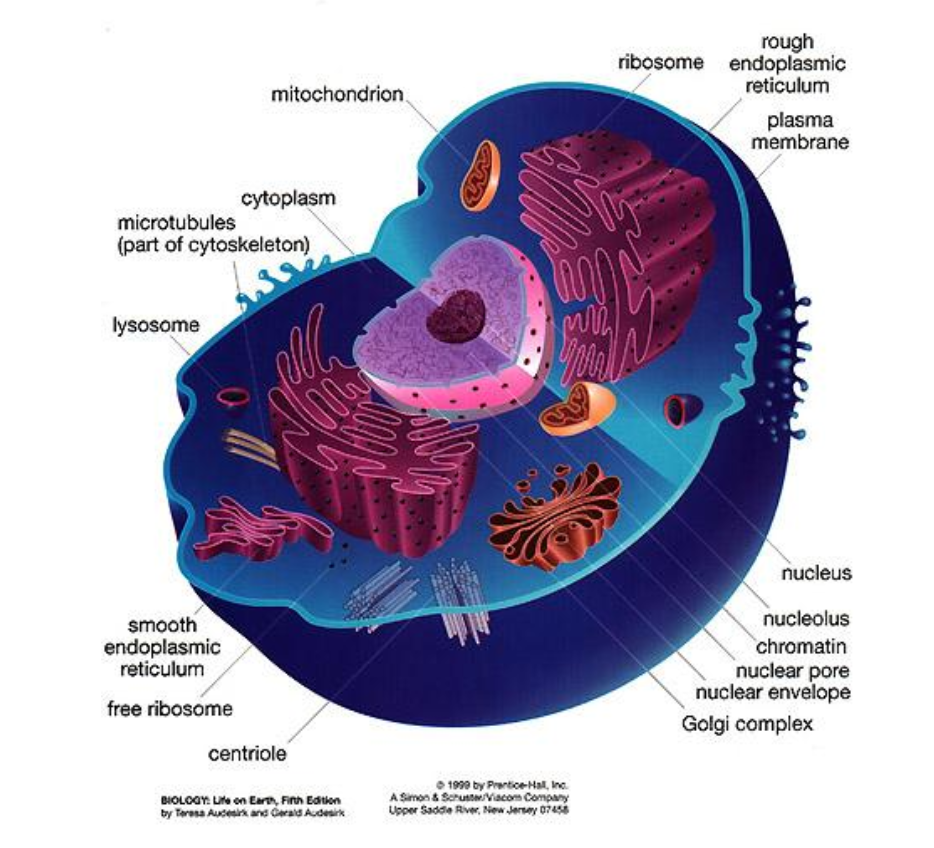 ribosome
rough
endoplasmic
reticulum
mitochondrion
plasma
membrane
cytoplasm
microtubules
(part of cytoskeleton)
lysosome
nucleus
nucleolus
chromatin
nuclear pore
nuclear envelope
Golgi complex
smooth
endoplasmic
reticulum
free ribosome
centriole
BIOLOGY: Life on Earth, Fifth Edition
by Teresa Audesirk and Gerald Audesirk
© 1999 by Prentice-Hall, Inc.
A Simon & Schuster/Viacom Company
Upper Saddle River, New Jersey 07458